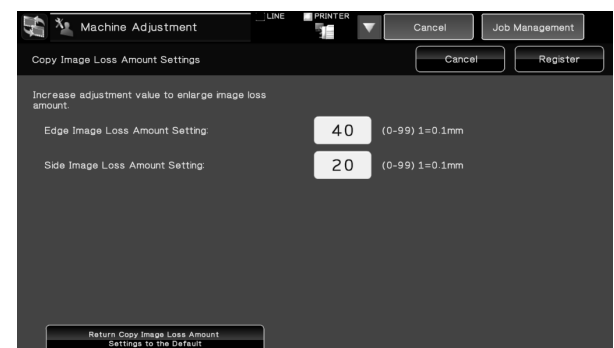 Machine Adjustment
LINE
PRINTER
Cancel
Job Management
Copy Image Loss Amount Settings
Cancel
Register
Increase adjustment value to enlarge image loss
amount.
Edge Image Loss Amount Setting:
40
(0-99) 1=0.1mm
Side Image Loss Amount Setting:
20
(0-99) 1=0.1mm
Return Copy Image Loss Amount
Settings to the Default